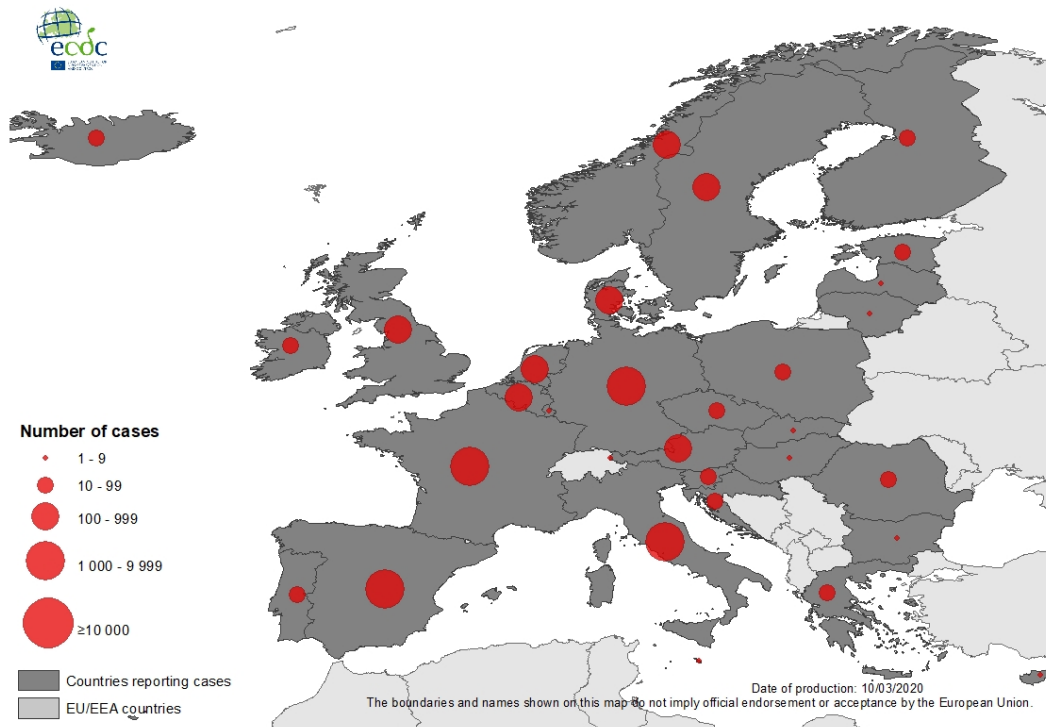 ecdc
Number of cases
1 - 9
10 - 99
100 - 999
1 000 - 9 999
≥10 000
Countries reporting cases
EU/EEA countries
Date of production: 10/03/2020
The boundaries and names shown on this map do not imply official endorsement or acceptance by the European Union.